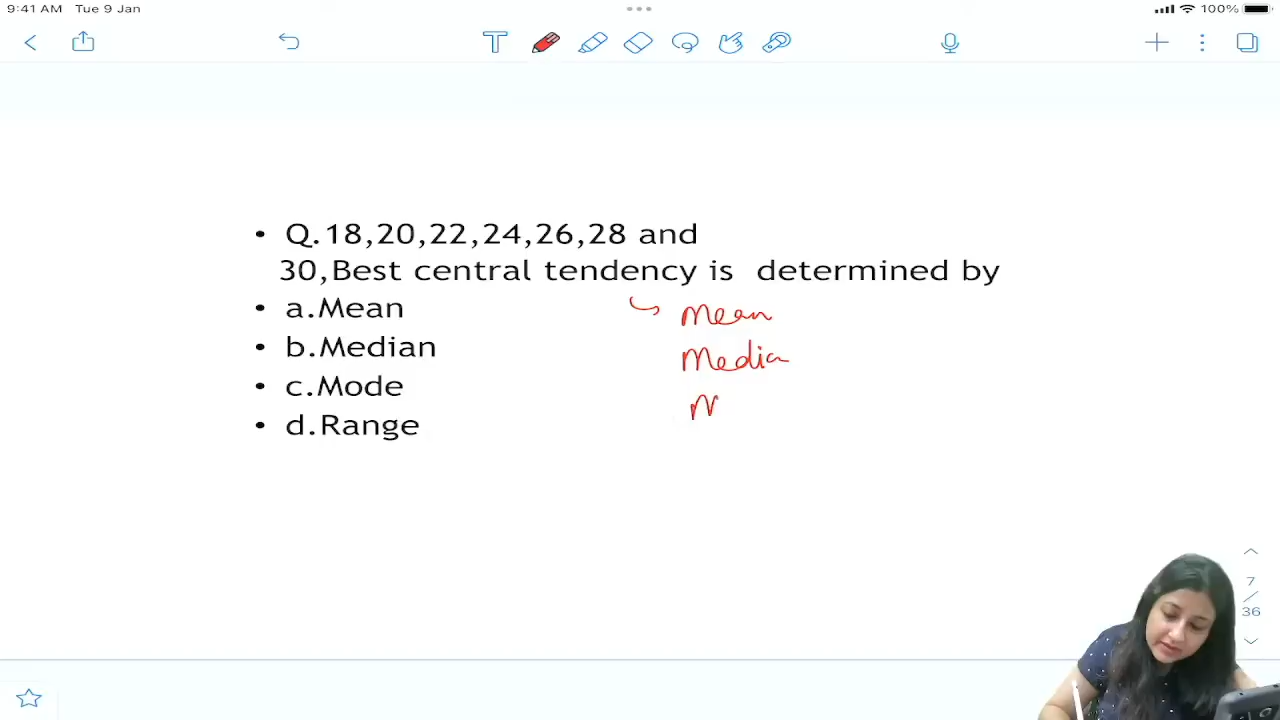 9:41 AM Tue 9 Jan
100%
T
• Q.18,20,22,24,26,28 and
30,Best central tendency is determined by
• a.Mean
• b.Median
• c.Mode
• d.Range
Mean
Media
M
7
/
36